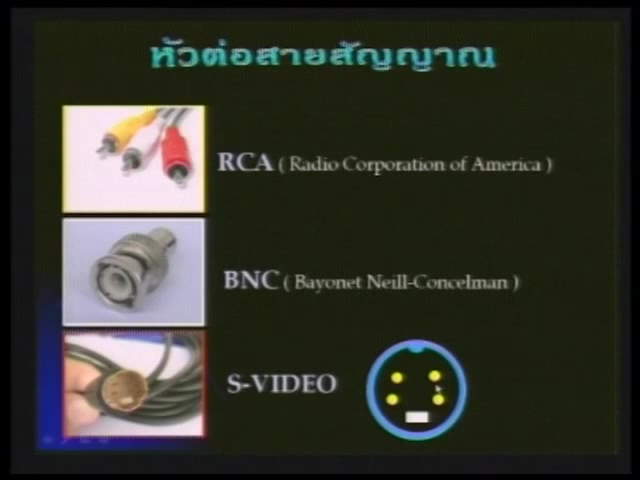 หัวต่อสายสัญญาณ
RCA ( Radio Corporation of America )
BNC ( Bayonet Neill-Concelman )
S-VIDEO